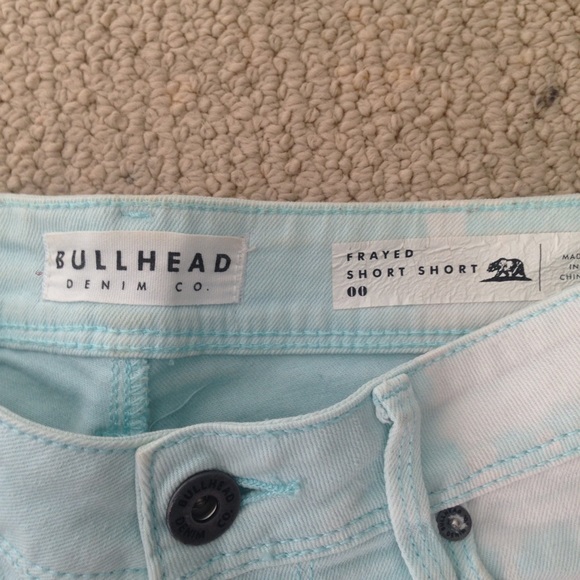 BULLHEAD
DENIM CO.
FRAYED
SHORT SHORT
00
MADE
IN
CHINA
BULLHEAD
DENIM CO.